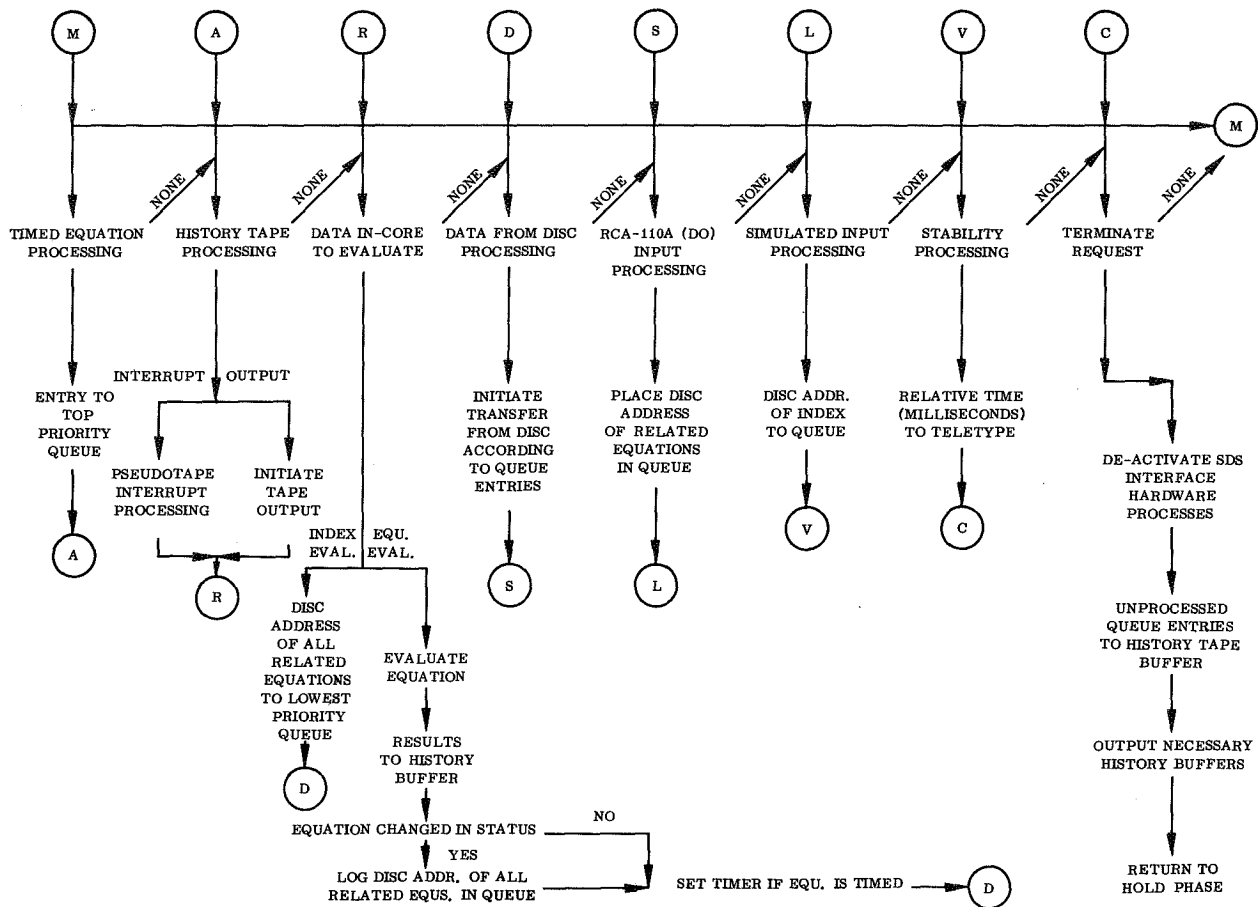 M
A
R
D
S
L
V
C
M
NONE
NONE
NONE
NONE
NONE
NONE
NONE
NONE
TIMED EQUATION
PROCESSING
HISTORY TAPE
PROCESSING
DATA IN-CORE
TO EVALUATE
DATA FROM DISC
PROCESSING
RCA-110A (DO)
INPUT
PROCESSING
SIMULATED INPUT
PROCESSING
STABILITY
PROCESSING
TERMINATE
REQUEST
ENTRY TO
TOP
PRIORITY
QUEUE
A
INTERRUPT
OUTPUT
PSEUDOTAPE
INTERRUPT
PROCESSING
INITIATE
TAPE
OUTPUT
R
INDEX
EVAL.
EQU.
EVAL.
DISC
ADDRESS
OF ALL
RELATED
EQUATIONS
TO LOWEST
PRIORITY
QUEUE
D
EVALUATE
EQUATION
RESULTS
TO HISTORY
BUFFER
EQUATION CHANGED IN STATUS
NO
YES
LOG DISC ADDR. OF ALL
RELATED EQUS. IN QUEUE
SET TIMER IF EQU. IS TIMED
D
INITIATE
TRANSFER
FROM DISC
ACCORDING
TO QUEUE
ENTRIES
S
PLACE DISC
ADDRESS
OF RELATED
EQUATIONS
IN QUEUE
L
DISC ADDR.
OF INDEX
TO QUEUE
V
RELATIVE TIME
(MILLISECONDS)
TO TELETYPE
C
DE-ACTIVATE SDS
INTERFACE
HARDWARE
PROCESSES
UNPROCESSED
QUEUE ENTRIES
TO HISTORY TAPE
BUFFER
OUTPUT NECESSARY
HISTORY BUFFERS
RETURN TO
HOLD PHASE